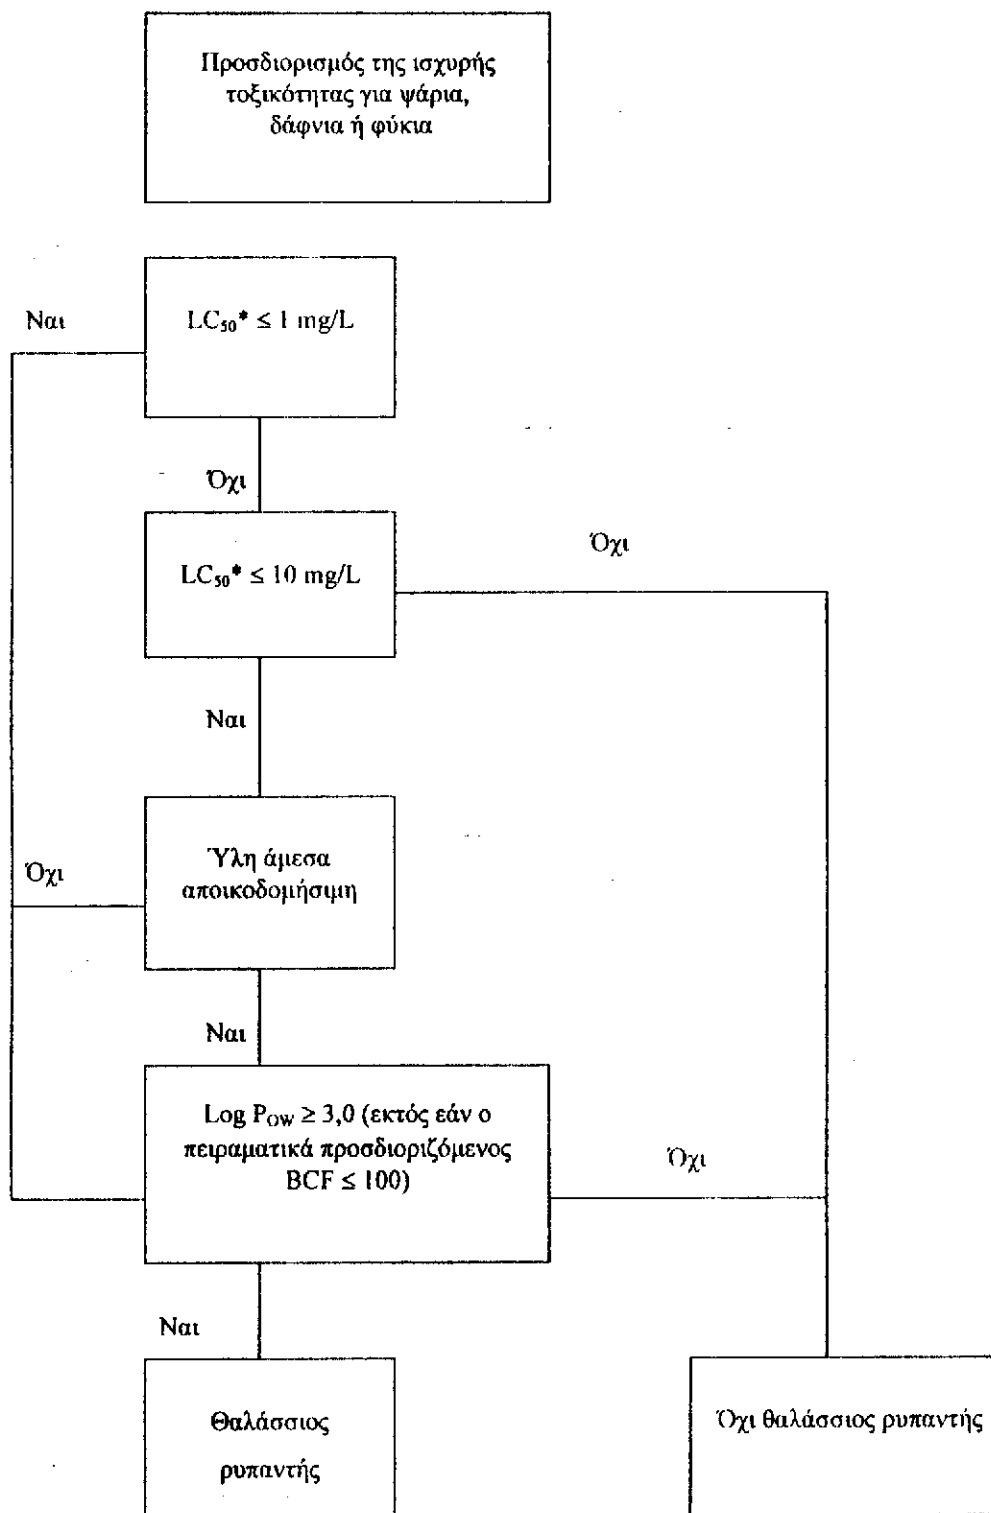 Προσδιορισμός της ισχυρής
τοξικότητας για ψάρια,
δάφνια ή φύκια
Ναι
LC₅₀* ≤ 1 mg/L
Όχι
LC₅₀* ≤ 10 mg/L
Όχι
Ναι
Όχι
Ύλη άμεσα
αποικοδομήσιμη
Ναι
Log P_OW ≥ 3,0 (εκτός εάν ο
πειραματικά προσδιοριζόμενος
BCF ≤ 100)
Όχι
Ναι
Θαλάσσιος
ρυπαντής
Όχι θαλάσσιος ρυπαντής